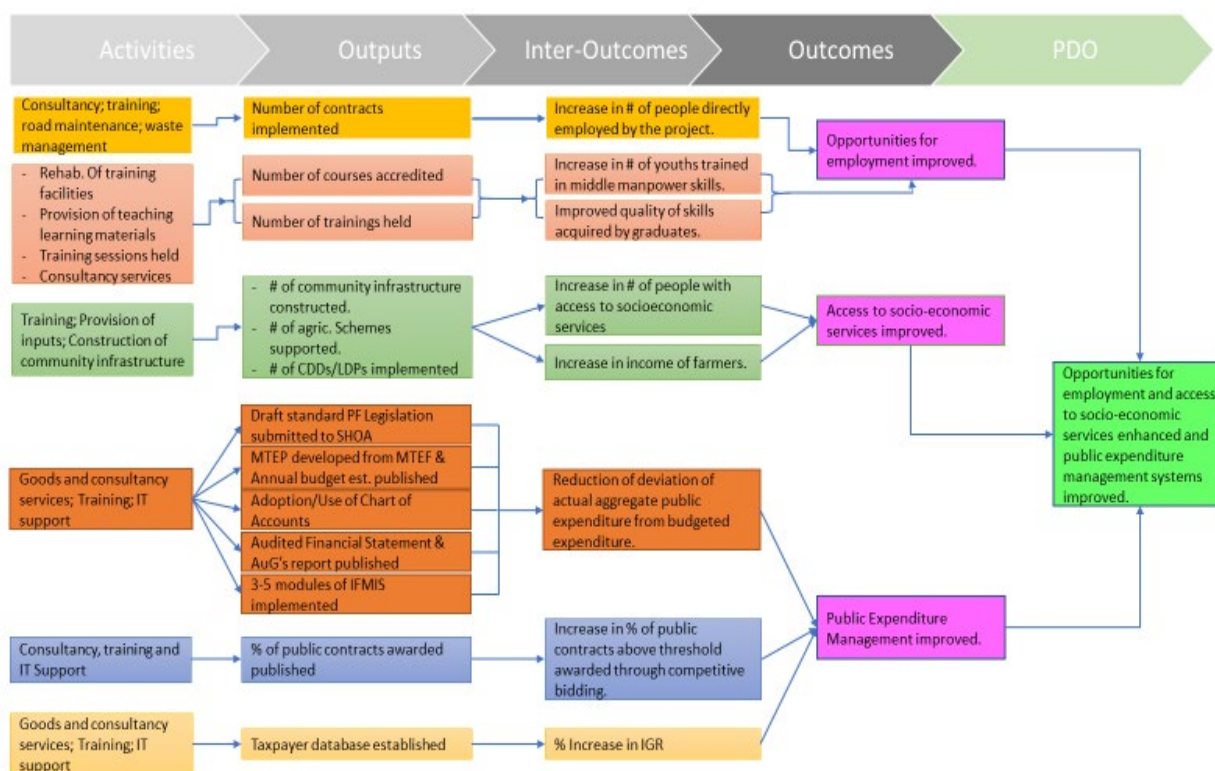 Activities
Outputs
Inter-Outcomes
Outcomes
PDO
Consultancy; training;
road maintenance; waste
management
Number of contracts
implemented
Increase in # of people directly
employed by the project.
Opportunities for
employment improved.
- Rehab. Of training
facilities
- Provision of teaching
learning materials
- Training sessions held
- Consultancy services
Number of courses accredited
Number of trainings held
Increase in # of youths trained
in middle manpower skills.
Improved quality of skills
acquired by graduates.
Training; Provision of
inputs; Construction of
community infrastructure
- # of community infrastructure
constructed.
- # of agric. Schemes
supported.
- # of CDDs/LDPs implemented
Increase in # of people with
access to socioeconomic
services
Increase in income of farmers.
Access to socio-economic
services improved.
Opportunities for
employment and access
to socio-economic
services enhanced and
public expenditure
management systems
improved.
Goods and consultancy
services; Training; IT
support
Draft standard PF Legislation
submitted to SHOA
MTEP developed from MTEF &
Annual budget est. published
Adoption/Use of Chart of
Accounts
Audited Financial Statement &
AuG's report published
3-5 modules of IFMIS
implemented
Reduction of deviation of
actual aggregate public
expenditure from budgeted
expenditure.
Public Expenditure
Management improved.
Consultancy, training and
IT Support
% of public contracts awarded
published
Increase in % of public
contracts above threshold
awarded through competitive
bidding.
Goods and consultancy
services; Training; IT
support
Taxpayer database established
% Increase in IGR